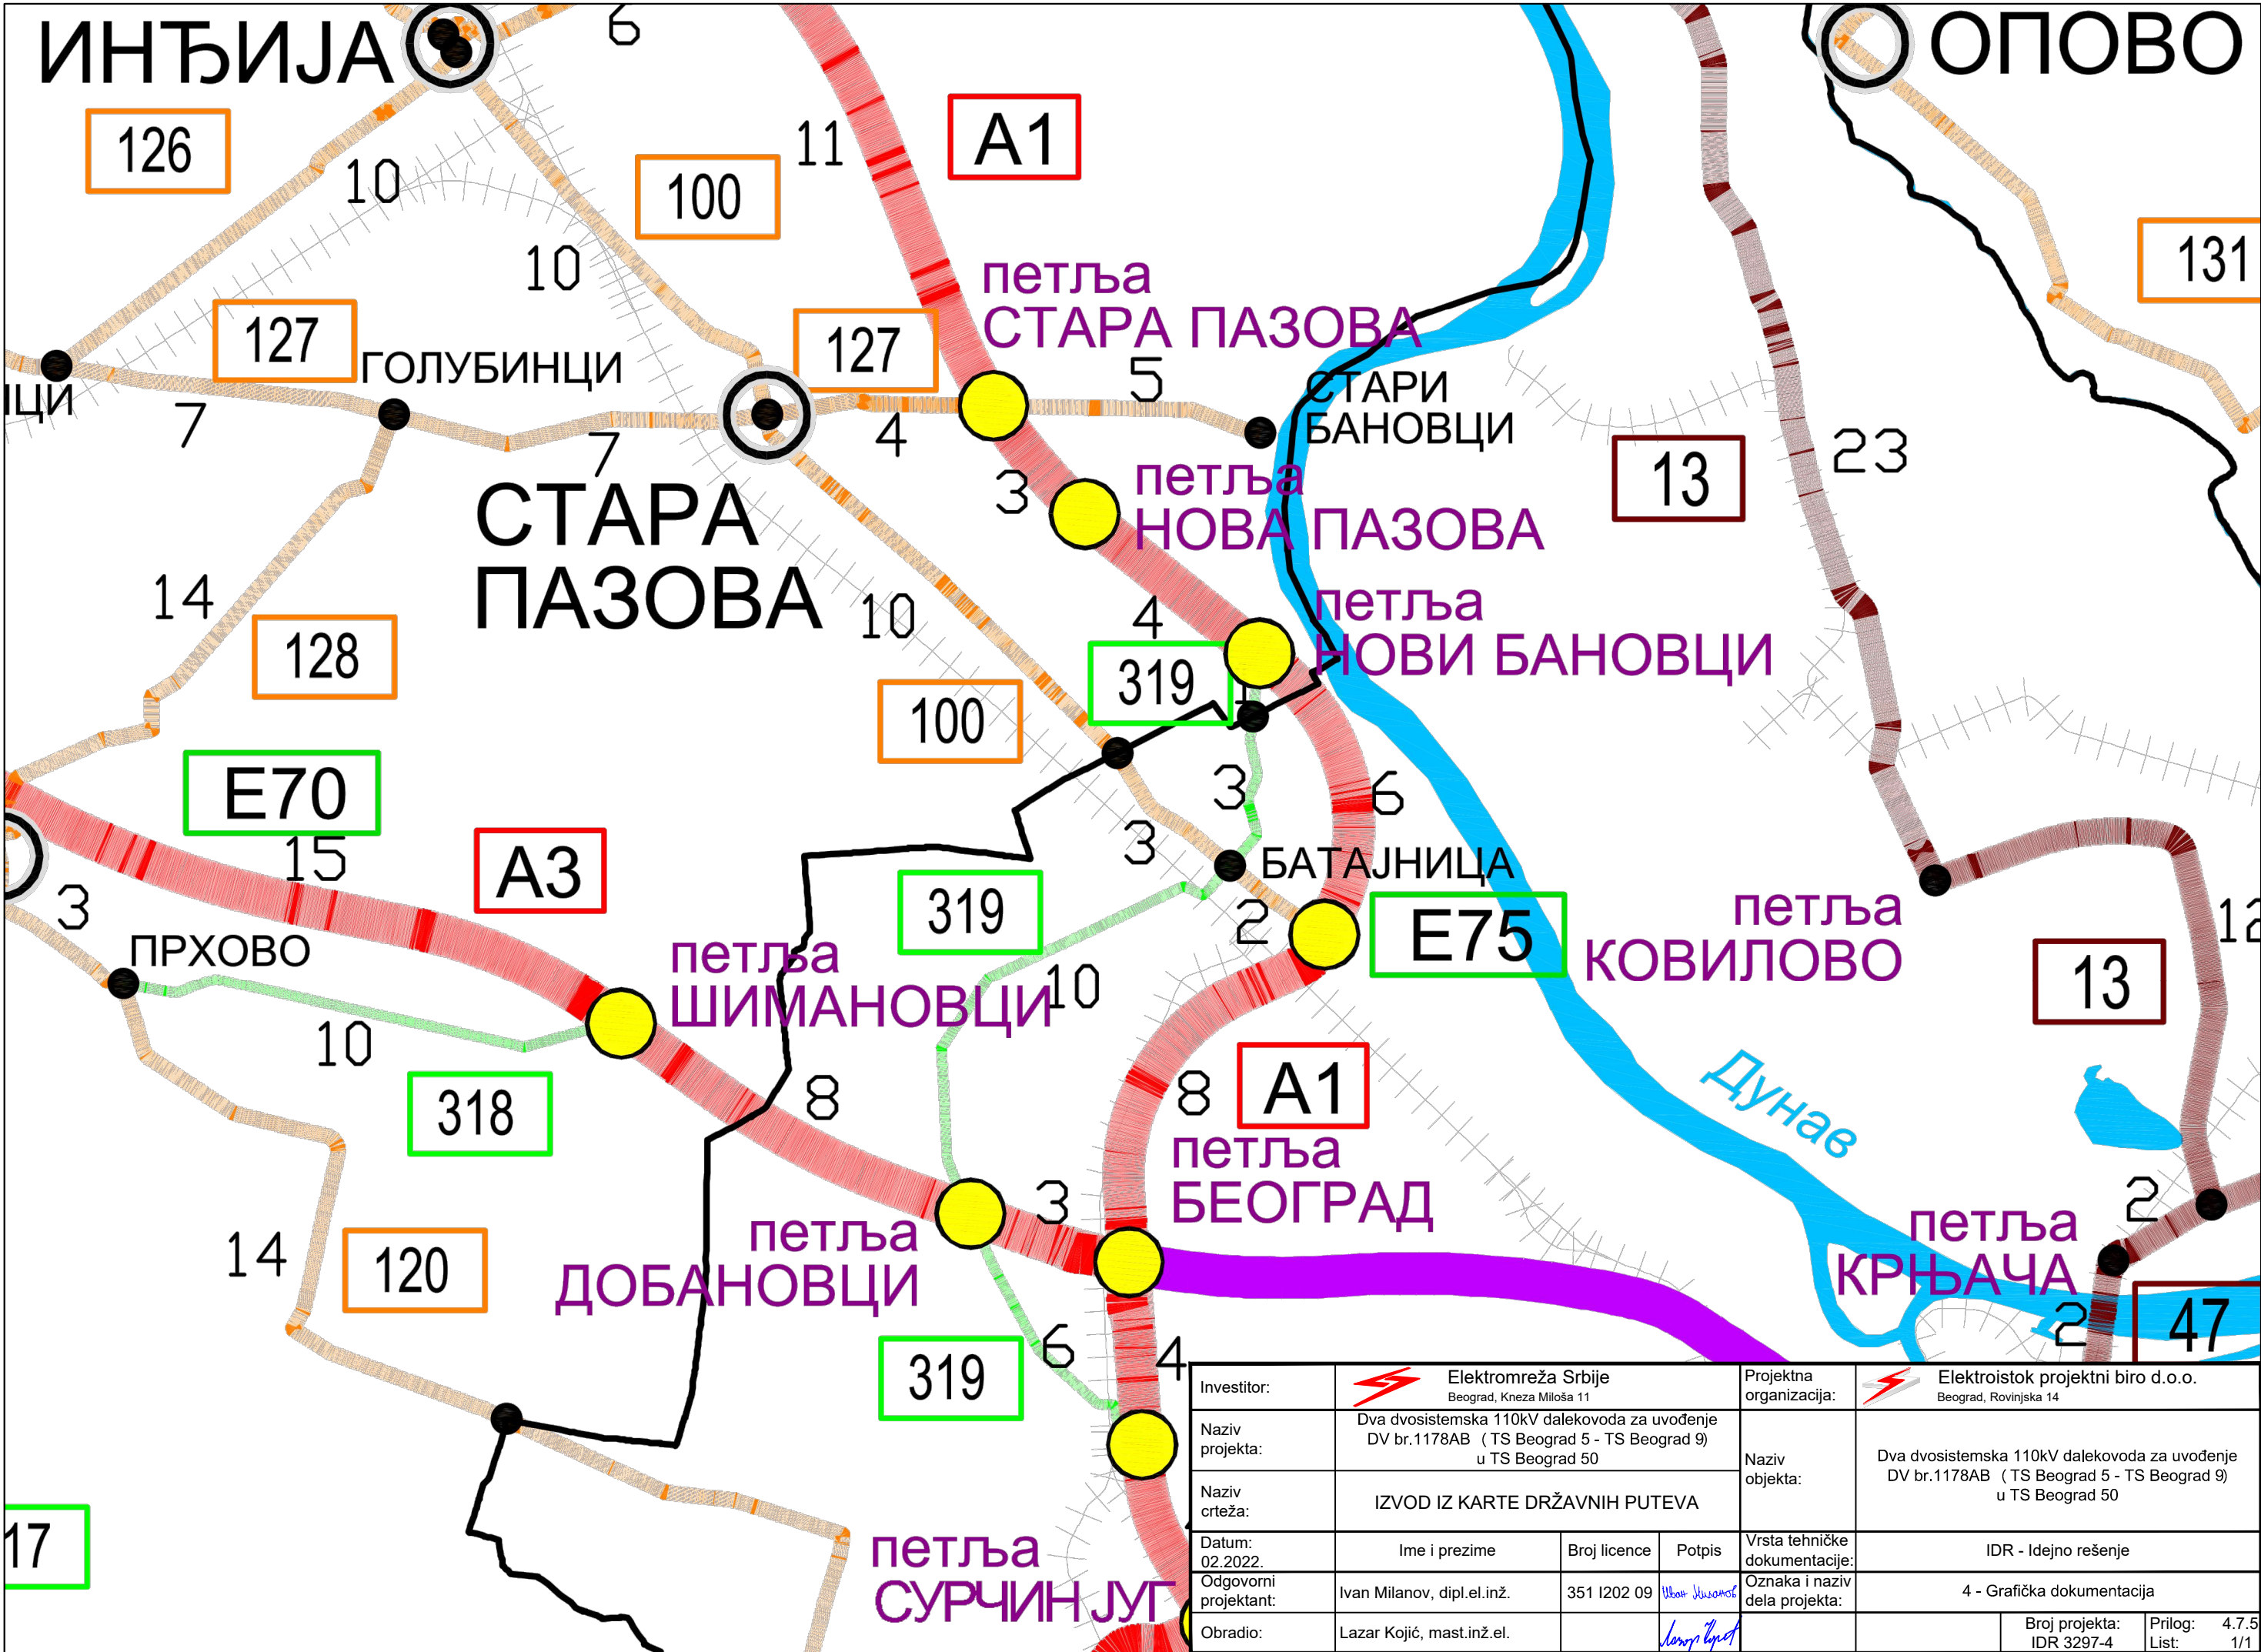 ИНЂИЈА
6
ОПОВО
126
10
100
11
A1
10
131
петља
СТАРА ПАЗОВА
127
ГОЛУБИНЦИ
127
5
СТАРИ
БАНОВЦИ
ЦИ
7
7
4
3
петља
НОВА ПАЗОВА
13
23
СТАРА
ПАЗОВА
14
10
4
петља
НОВИ БАНОВЦИ
128
319
1
100
E70
15
A3
3
6
3
БАТАЈНИЦА
3
319
2
E75
петља
КОВИЛОВО
12
ПРХОВО
петља
ШИМАНОВЦИ
10
13
10
318
8
8
A1
Дунав
петља
БЕОГРАД
3
2
петља
КРЊАЧА
петља
ДОБАНОВЦИ
14
120
2
47
319
6
4
17
петља
СУРЧИН ЈУГ
Investitor:
Elektromreža Srbije
Beograd, Kneza Miloša 11
Projektna
organizacija:
Elektroistok projektni biro d.o.o.
Beograd, Rovinjska 14
Naziv
projekta:
Dva dvosistemska 110kV dalekovoda za uvođenje
DV br.1178AB ( TS Beograd 5 - TS Beograd 9)
u TS Beograd 50
Naziv
objekta:
Dva dvosistemska 110kV dalekovoda za uvođenje
DV br.1178AB ( TS Beograd 5 - TS Beograd 9)
u TS Beograd 50
Naziv
crteža:
IZVOD IZ KARTE DRŽAVNIH PUTEVA
Datum:
02.2022.
Ime i prezime
Broj licence
Potpis
Vrsta tehničke
dokumentacije:
IDR - Idejno rešenje
Odgovorni
projektant:
Ivan Milanov, dipl.el.inž.
351 I202 09
Иван Миланов
Oznaka i naziv
dela projekta:
4 - Grafička dokumentacija
Obradio:
Lazar Kojić, mast.inž.el.
Broj projekta:
IDR 3297-4
Prilog: 4.7.5
List: 1/1